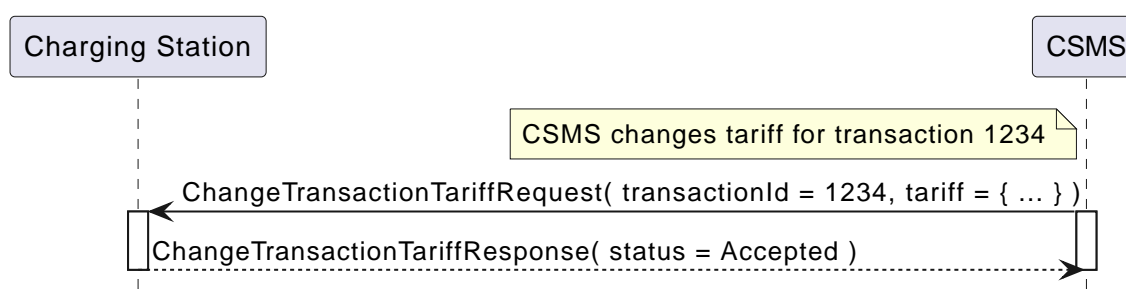 Charging Station
CSMS
CSMS changes tariff for transaction 1234
ChangeTransactionTariffRequest( transactionId = 1234, tariff = { ... } )
ChangeTransactionTariffResponse( status = Accepted )